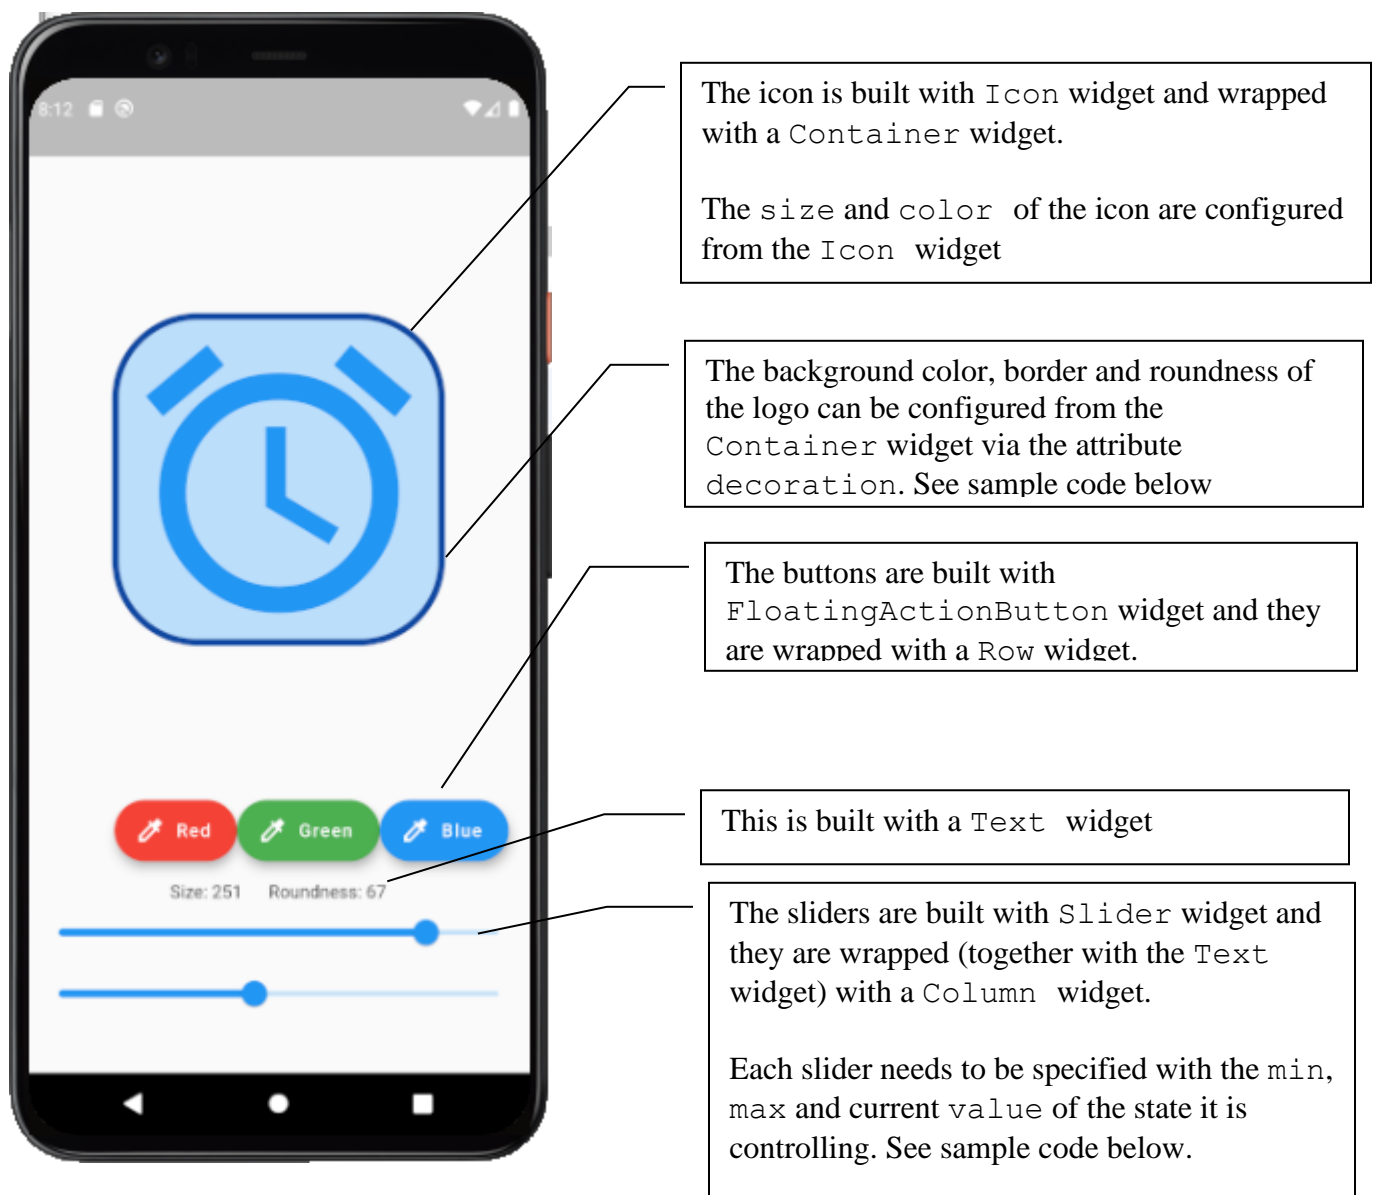 8:12
The icon is built with Icon widget and wrapped
with a Container widget.
The size and color of the icon are configured
from the Icon widget
The background color, border and roundness of
the logo can be configured from the
Container widget via the attribute
decoration. See sample code below
The buttons are built with
FloatingActionButton widget and they
are wrapped with a Row widget.
Red
Green
Blue
This is built with a Text widget
Size: 251 Roundness: 67
The sliders are built with Slider widget and
they are wrapped (together with the Text
widget) with a Column widget.
Each slider needs to be specified with the min,
max and current value of the state it is
controlling. See sample code below.